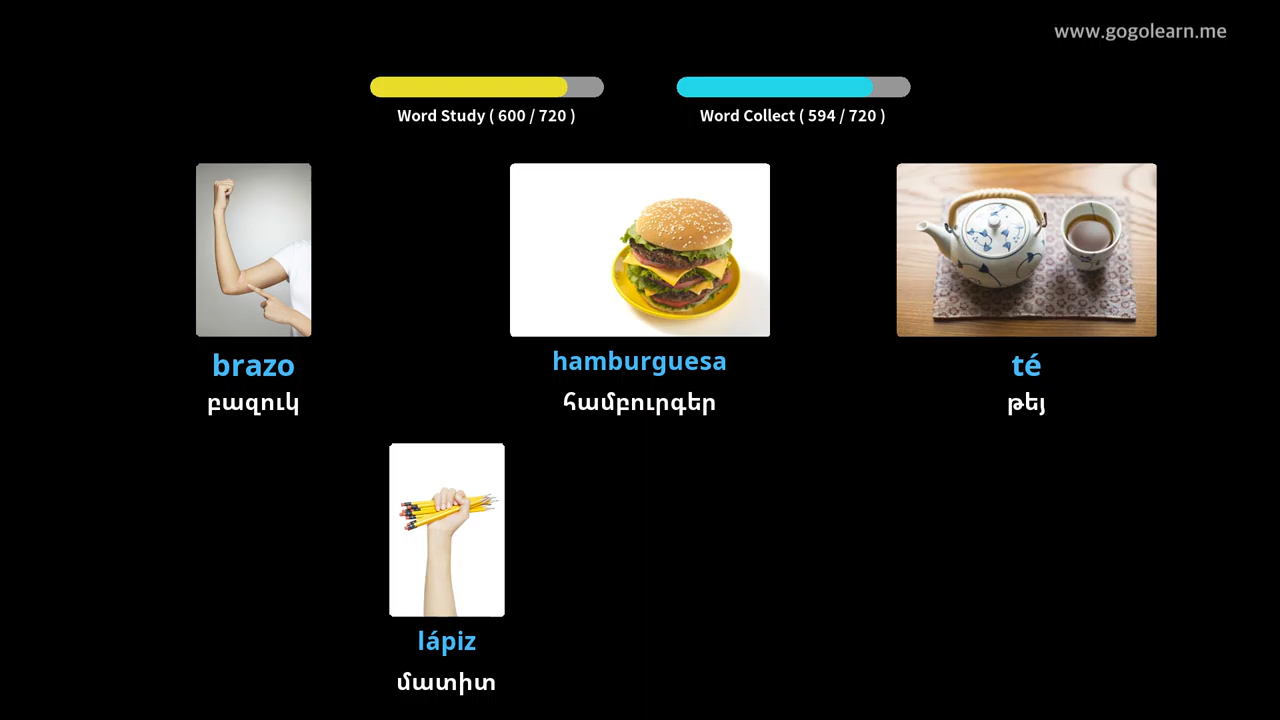 www.gogolearn.me
Word Study ( 600 / 720 )
Word Collect ( 594 / 720 )
brazo
բազուկ
hamburguesa
համբուրգեր
té
թեյ
lápiz
մատիտ